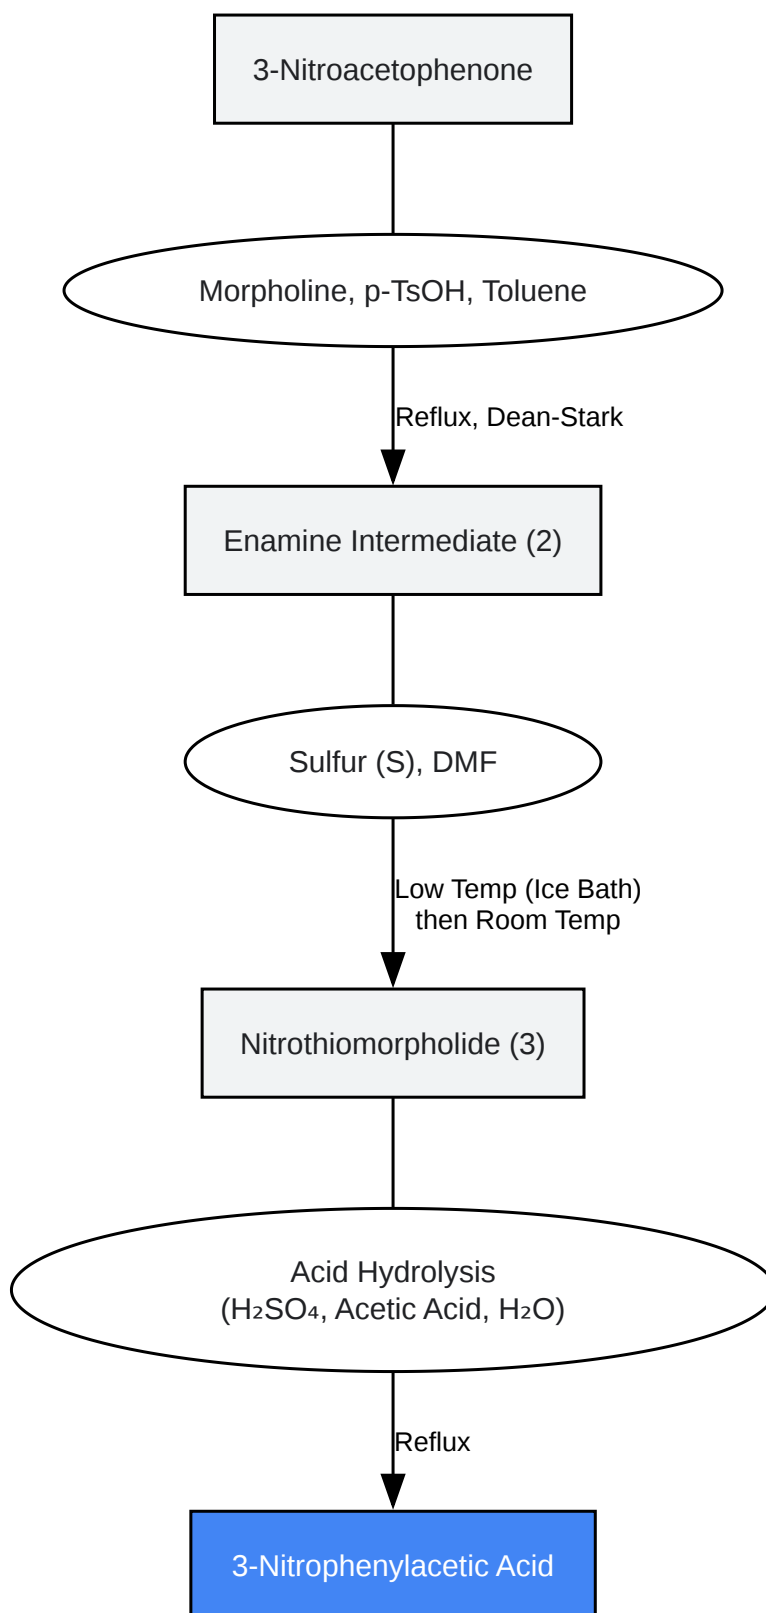 3-Nitroacetophenone
Morpholine, p-TsOH, Toluene
Reflux, Dean-Stark
Enamine Intermediate (2)
Sulfur (S), DMF
Low Temp (Ice Bath)
then Room Temp
Nitrothiomorpholide (3)
Acid Hydrolysis
(H₂SO₄, Acetic Acid, H₂O)
Reflux
3-Nitrophenylacetic Acid